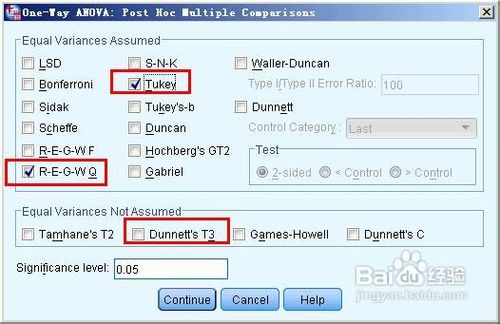 One-Way ANOVA: Post Hoc Multiple Comparisons
Equal Variances Assumed
LSD S-N-K Waller-Duncan
Bonferroni Tukey Type I/Type II Error Ratio: 100
Sidak Tukey's-b Dunnett
Scheffe Duncan Control Category: Last
R-E-G-W F Hochberg's GT2 Test
R-E-G-W Q Gabriel 2-sided < Control > Control
Equal Variances Not Assumed
Tamhane's T2 Dunnett's T3 Games-Howell Dunnett's C
Significance level: 0.05
Continue Cancel Help
Baidu 经验
jingyan.baidu.com